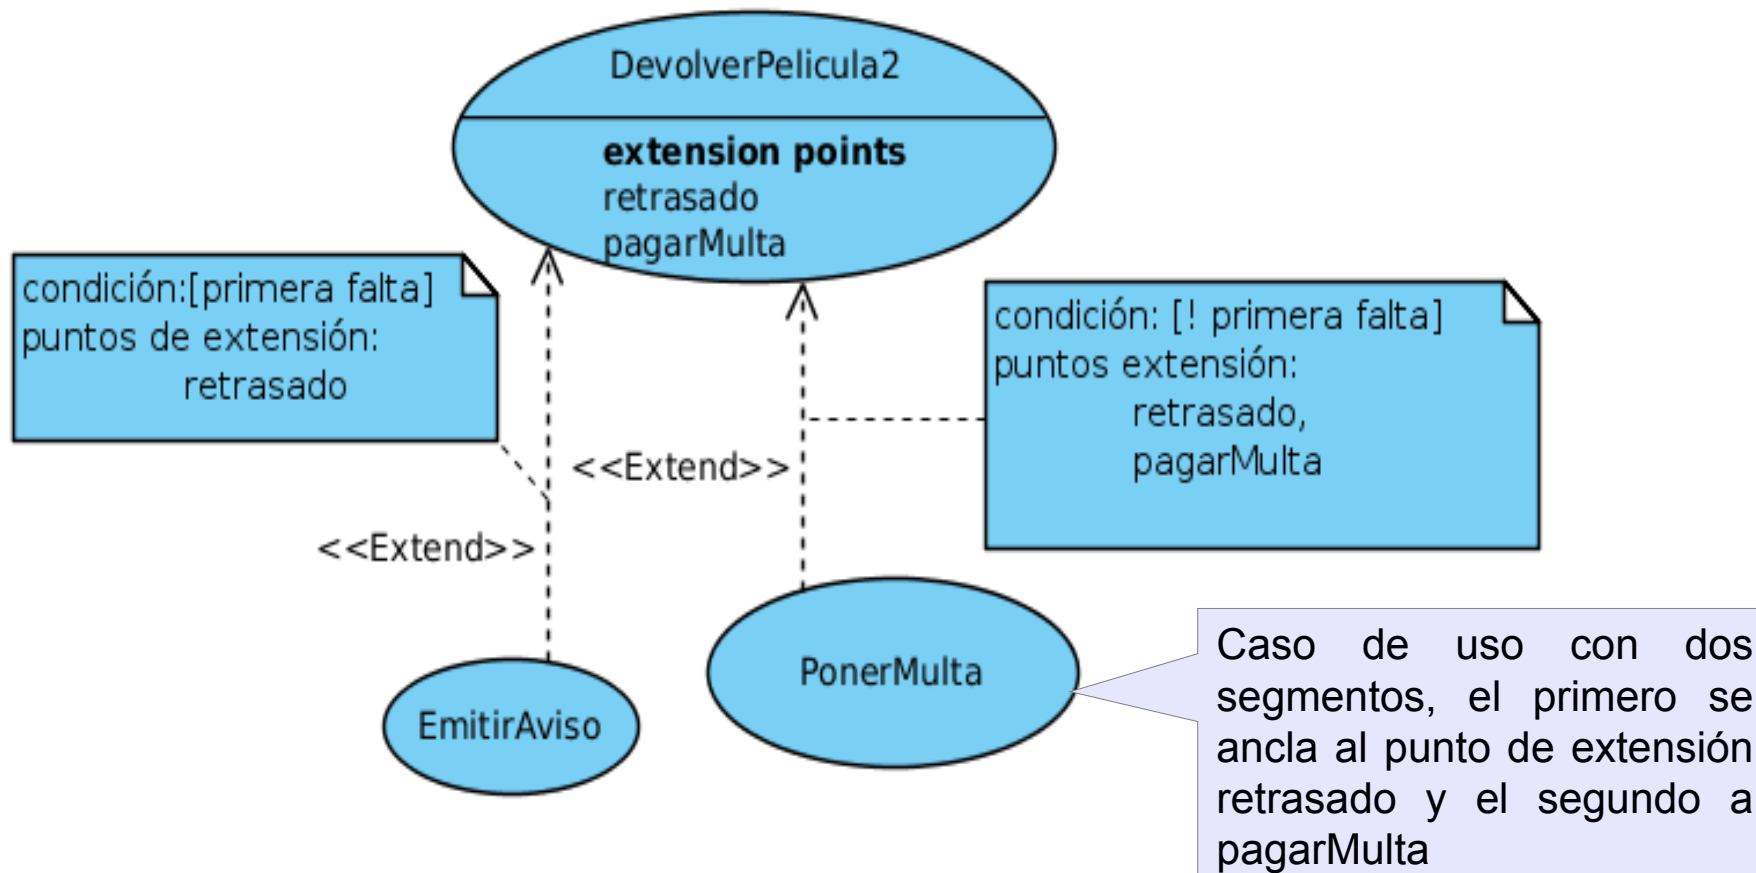 DevolverPelicula2
extension points
retrasado
pagarMulta
condición:[primera falta]
puntos de extensión:
retrasado
condición: [! primera falta]
puntos extensión:
retrasado,
pagarMulta
<<Extend>>
<<Extend>>
EmitirAviso
PonerMulta
Caso de uso con dos
segmentos, el primero se
ancla al punto de extensión
retrasado y el segundo a
pagarMulta